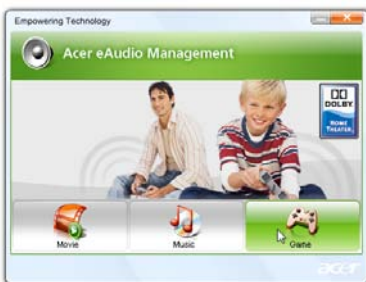 Empowering Technology
Acer eAudio Management
DOLBY
HOME THEATER
Movie
Music
Game
acer